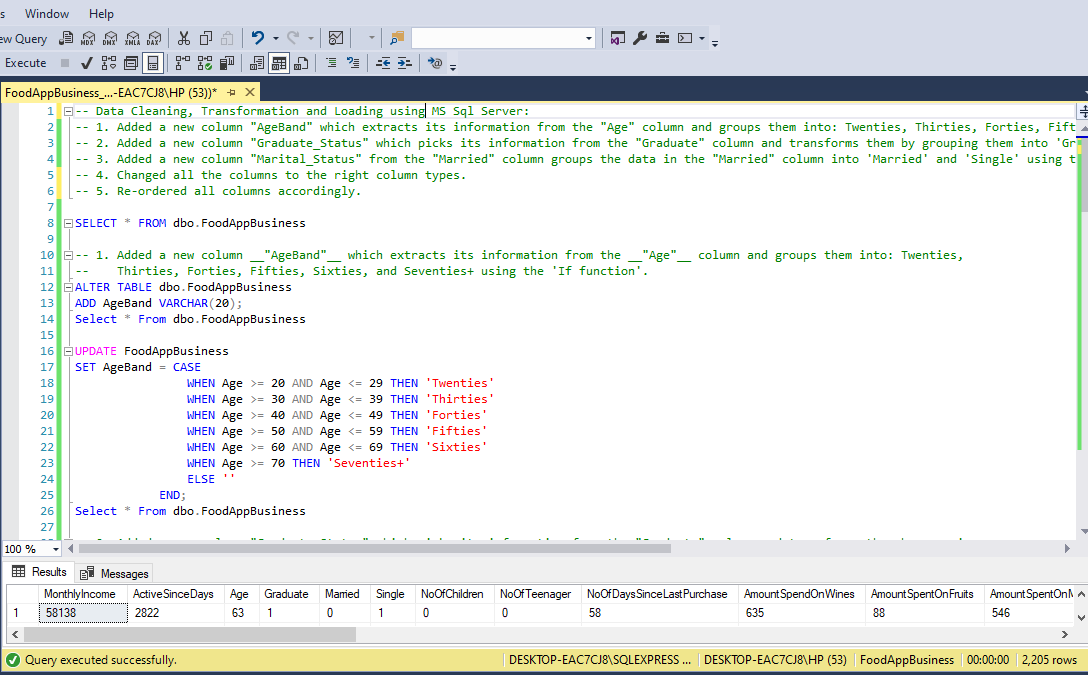 s Window Help
ew Query MDX DMX XMLA DAX
Execute
FoodAppBusiness_...-EAC7CJ8\HP (53))*
1 -- Data Cleaning, Transformation and Loading using MS Sql Server:
2 -- 1. Added a new column "AgeBand" which extracts its information from the "Age" column and groups them into: Twenties, Thirties, Forties, Fift
3 -- 2. Added a new column "Graduate_Status" which picks its information from the "Graduate" column and transforms them by grouping them into 'Gr
4 -- 3. Added a new column "Marital_Status" from the "Married" column groups the data in the "Married" column into 'Married' and 'Single' using t
5 -- 4. Changed all the columns to the right column types.
6 -- 5. Re-ordered all columns accordingly.
7
8 SELECT * FROM dbo.FoodAppBusiness
9
10 -- 1. Added a new column __"AgeBand"__ which extracts its information from the __"Age"__ column and groups them into: Twenties,
11 -- Thirties, Forties, Fifties, Sixties, and Seventies+ using the 'If function'.
12 ALTER TABLE dbo.FoodAppBusiness
13 ADD AgeBand VARCHAR(20);
14 Select * From dbo.FoodAppBusiness
15
16 UPDATE FoodAppBusiness
17 SET AgeBand = CASE
18 WHEN Age >= 20 AND Age <= 29 THEN 'Twenties'
19 WHEN Age >= 30 AND Age <= 39 THEN 'Thirties'
20 WHEN Age >= 40 AND Age <= 49 THEN 'Forties'
21 WHEN Age >= 50 AND Age <= 59 THEN 'Fifties'
22 WHEN Age >= 60 AND Age <= 69 THEN 'Sixties'
23 WHEN Age >= 70 THEN 'Seventies+'
24 ELSE ''
25 END;
26 Select * From dbo.FoodAppBusiness
27
100 %
Results Messages
MonthlyIncome ActiveSinceDays Age Graduate Married Single NoOfChildren NoOfTeenager NoOfDaysSinceLastPurchase AmountSpendOnWines AmountSpentOnFruits AmountSpentOnM
1 58138 2822 63 1 0 1 0 0 58 635 88 546
Query executed successfully. DESKTOP-EAC7CJ8\SQLEXPRESS ... DESKTOP-EAC7CJ8\HP (53) FoodAppBusiness 00:00:00 2,205 rows